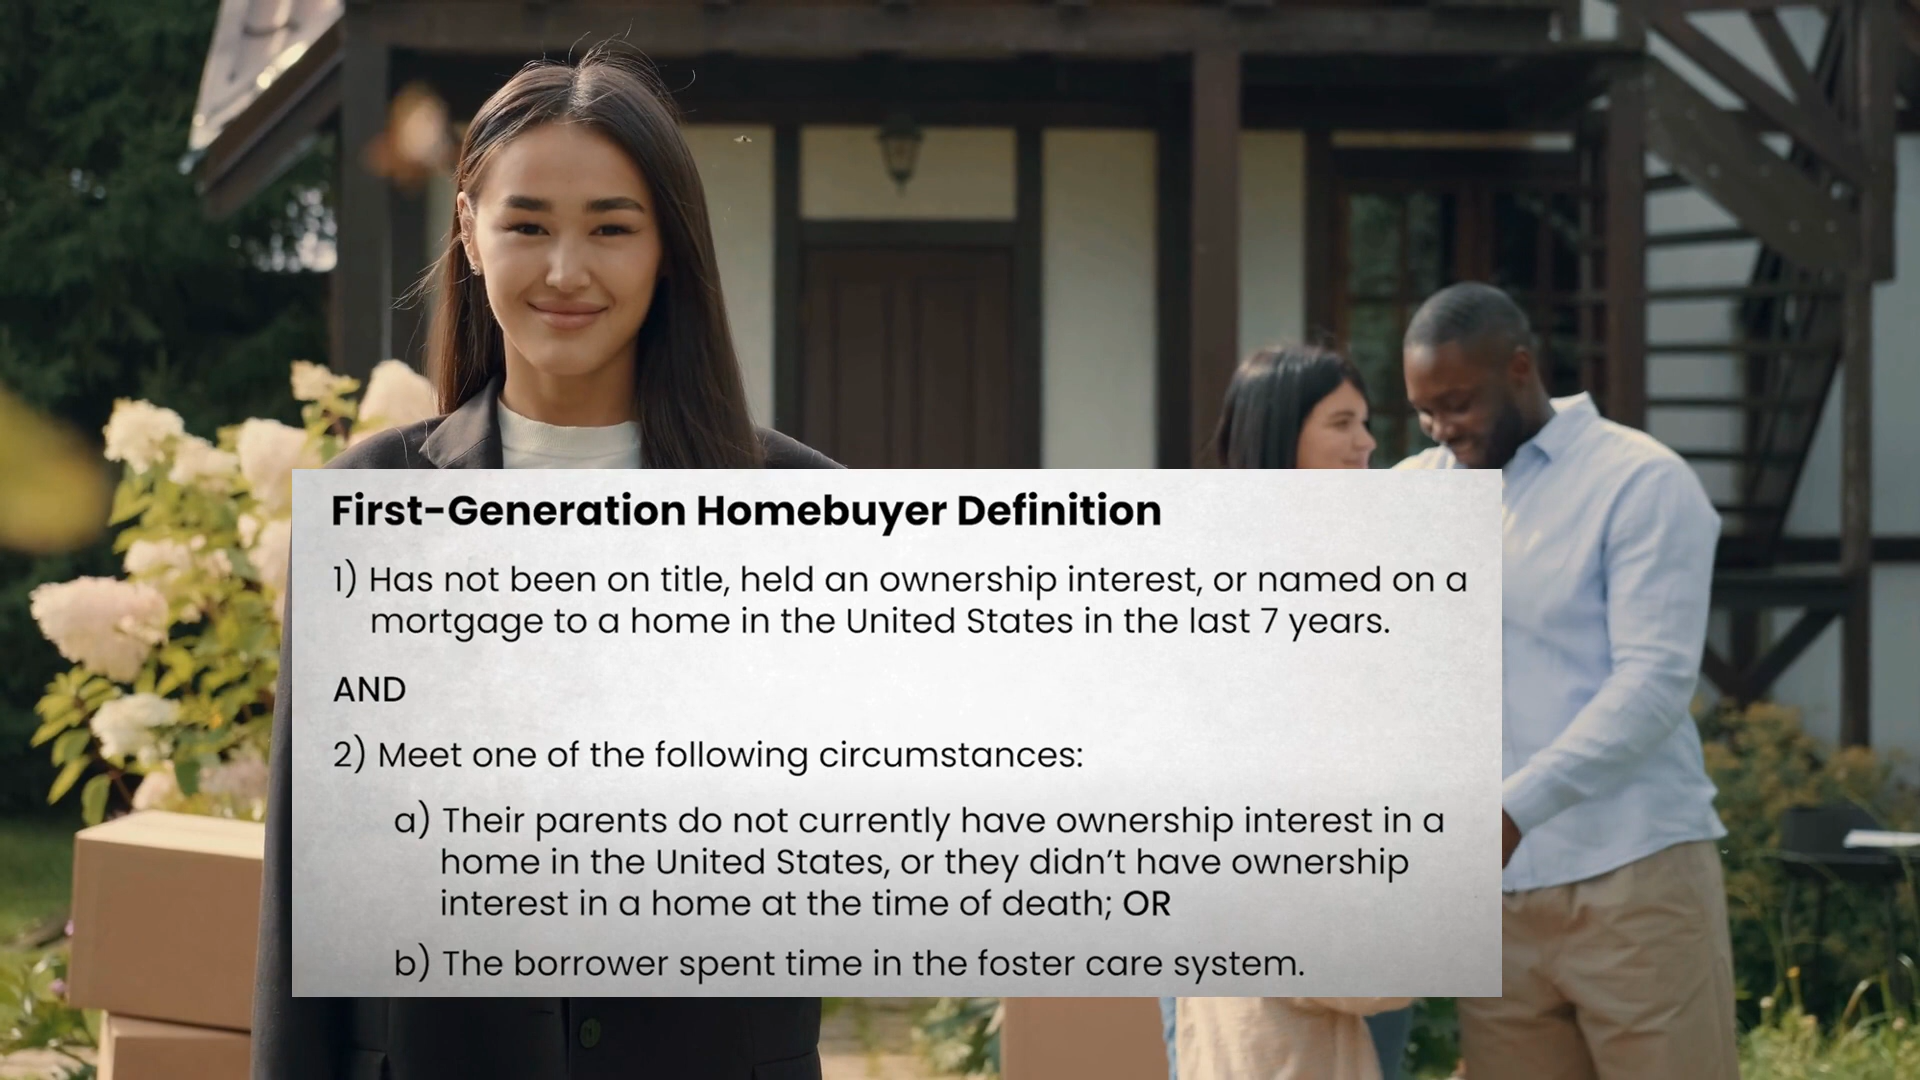 First-Generation Homebuyer Definition
1) Has not been on title, held an ownership interest, or named on a
mortgage to a home in the United States in the last 7 years.
AND
2) Meet one of the following circumstances:
a) Their parents do not currently have ownership interest in a
home in the United States, or they didn't have ownership
interest in a home at the time of death; OR
b) The borrower spent time in the foster care system.